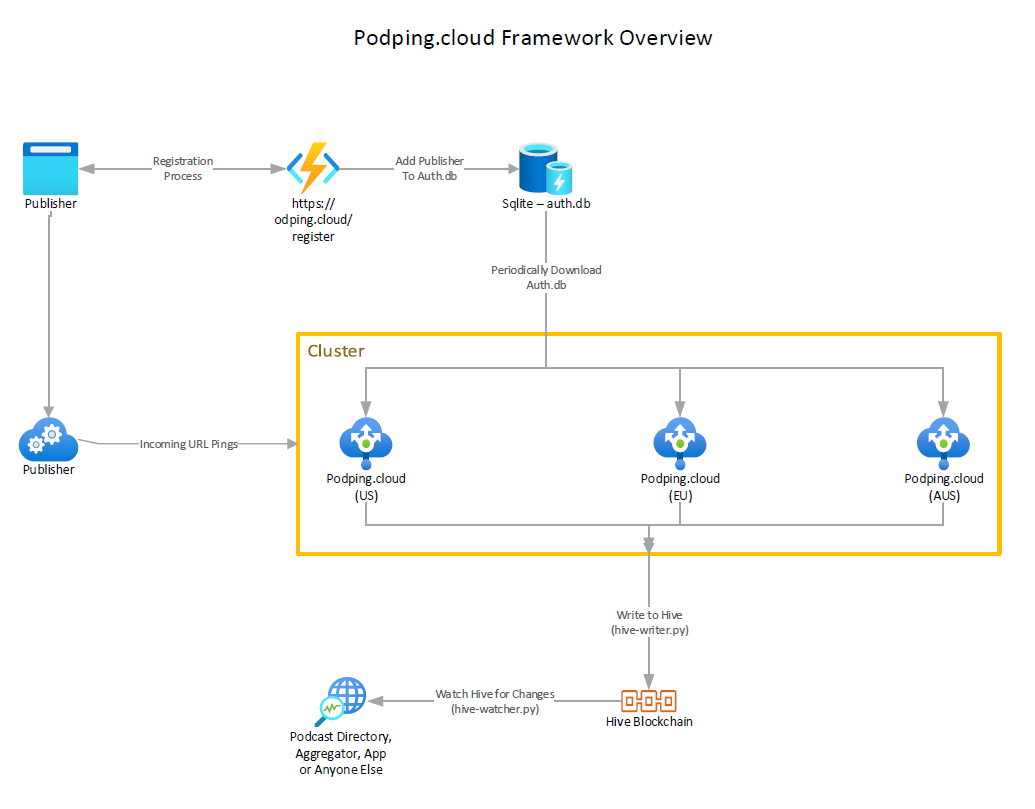 Podping.cloud Framework Overview
Registration
Process
Add Publisher
To Auth.db
Publisher
https://
odping.cloud/
register
Sqlite – auth.db
Periodically Download
Auth.db
Cluster
Incoming URL Pings
Publisher
Podping.cloud
(US)
Podping.cloud
(EU)
Podping.cloud
(AUS)
Write to Hive
(hive-writer.py)
Watch Hive for Changes
(hive-watcher.py)
Hive Blockchain
Podcast Directory,
Aggregator, App
or Anyone Else